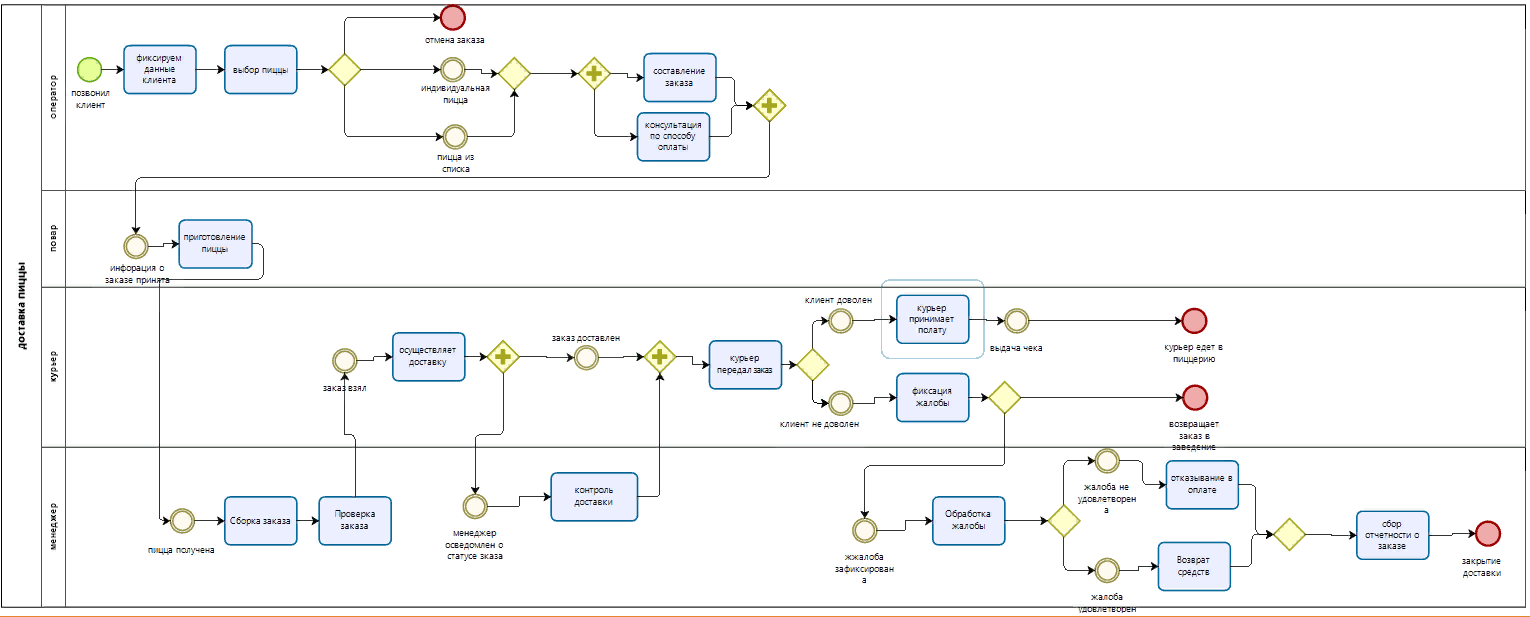 доставка пиццы
оператор
позвонил
клиент
фиксируем
данные
клиента
выбор пиццы
отмена заказа
индивидуальная
пицца
пицца из
списка
составление
заказа
консультация
по способу
оплаты
повар
инфорация о
заказе принята
приготовление
пиццы
курьер
заказ взял
осуществляет
доставку
заказ доставлен
курьер
передал заказ
клиент доволен
курьер
принимает
полату
выдача чека
курьер едет в
пиццерию
клиент не доволен
фиксация
жалобы
возвращает
заказ в
заведение
менеджер
пицца получена
Сборка заказа
Проверка
заказа
менеджер
осведомлен о
статусе зказа
контроль
доставки
жжалоба
зафиксирован
а
Обработка
жалобы
жалоба не
удовлетворен
а
отказывание в
оплате
жалоба
удовлетворен
Возврат
средств
сбор
отчетности о
заказе
закрытие
доставки